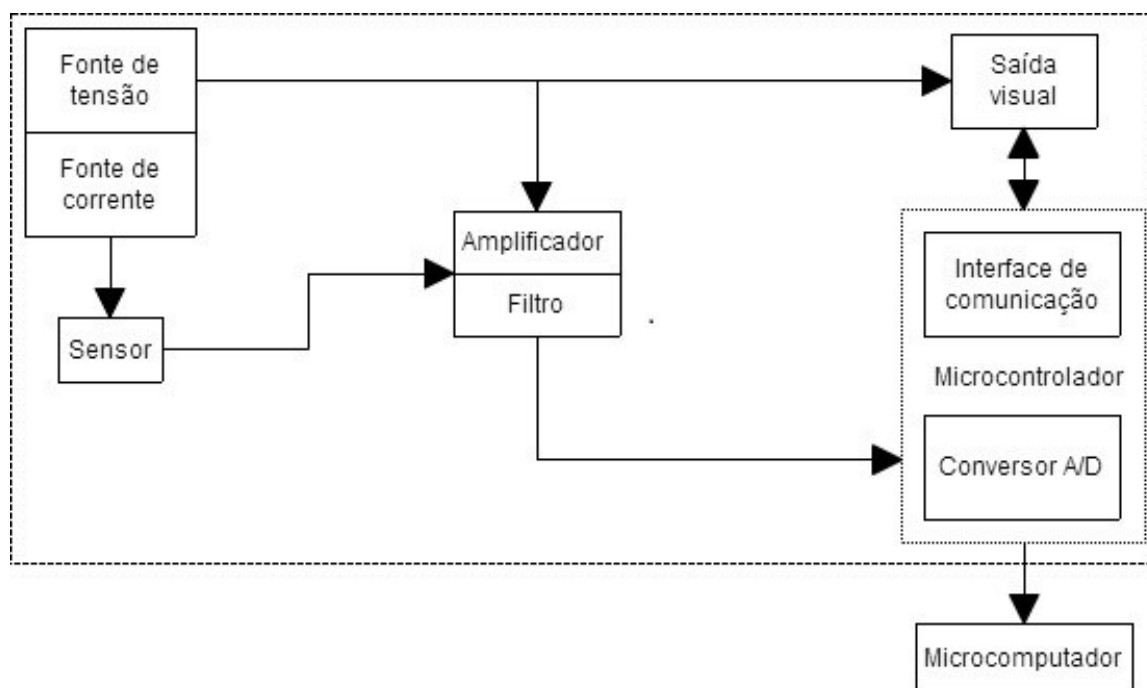 Fonte de
tensão
Fonte de
corrente
Sensor
Amplificador
Filtro
Saída
visual
Interface de
comunicação
Microcontrolador
Conversor A/D
Microcomputador